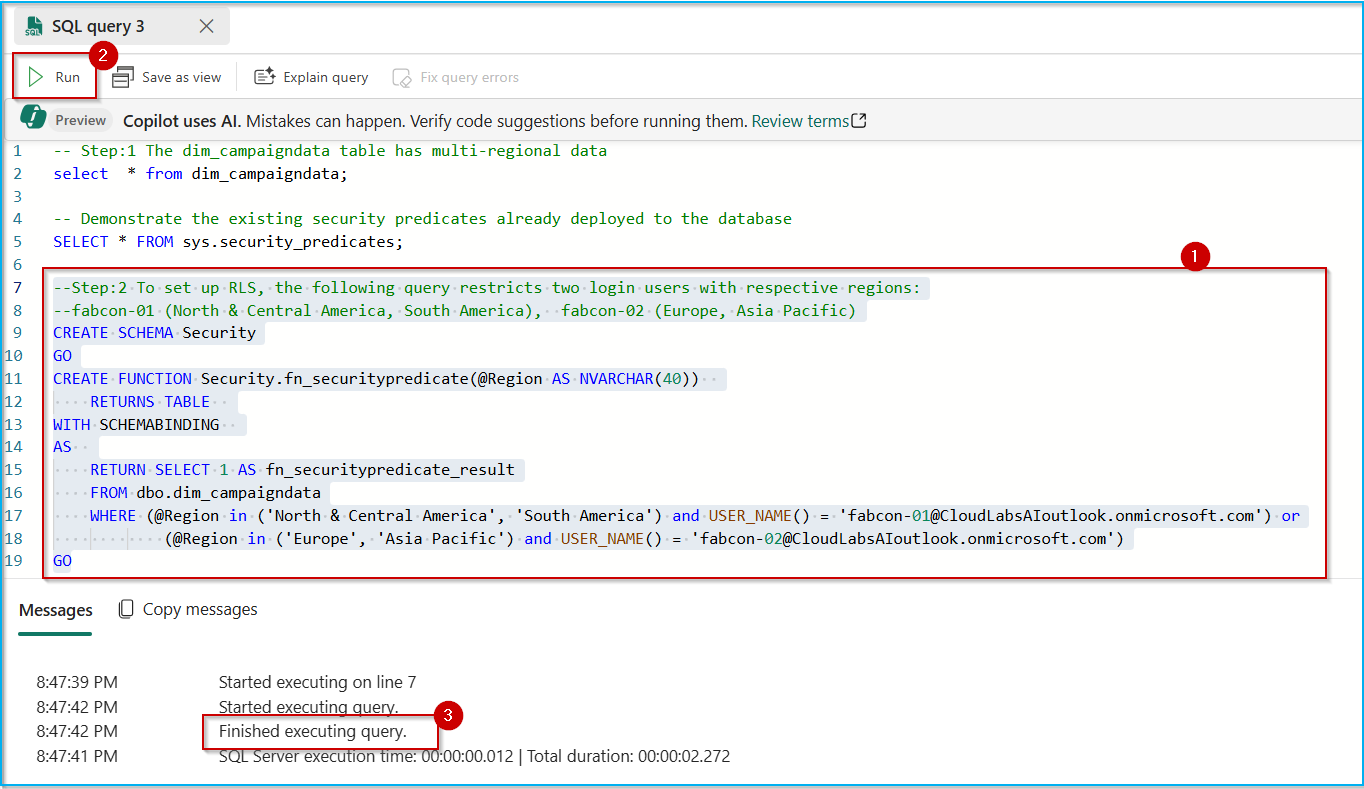 SQL query 3
2
Run Save as view Explain query Fix query errors
Preview Copilot uses AI. Mistakes can happen. Verify code suggestions before running them. Review terms
1 -- Step:1 The dim_campaigndata table has multi-regional data
2 select  * from dim_campaigndata;
3
4 -- Demonstrate the existing security predicates already deployed to the database
5 SELECT * FROM sys.security_predicates;
6
1
7 --Step:2 To set up RLS, the following query restricts two login users with respective regions:
8 --fabcon-01 (North & Central America, South America),  fabcon-02 (Europe, Asia Pacific)
9 CREATE SCHEMA Security
10 GO
11 CREATE FUNCTION Security.fn_securitypredicate(@Region AS NVARCHAR(40))
12     RETURNS TABLE
13 WITH SCHEMABINDING
14 AS
15     RETURN SELECT 1 AS fn_securitypredicate_result
16     FROM dbo.dim_campaigndata
17     WHERE (@Region in ('North & Central America', 'South America') and USER_NAME() = 'fabcon-01@CloudLabsAIoutlook.onmicrosoft.com') or
18             (@Region in ('Europe', 'Asia Pacific') and USER_NAME() = 'fabcon-02@CloudLabsAIoutlook.onmicrosoft.com')
19 GO
Messages Copy messages
8:47:39 PM Started executing on line 7
8:47:42 PM Started executing query.
3
8:47:42 PM Finished executing query.
8:47:41 PM SQL Server execution time: 00:00:00.012 | Total duration: 00:00:02.272